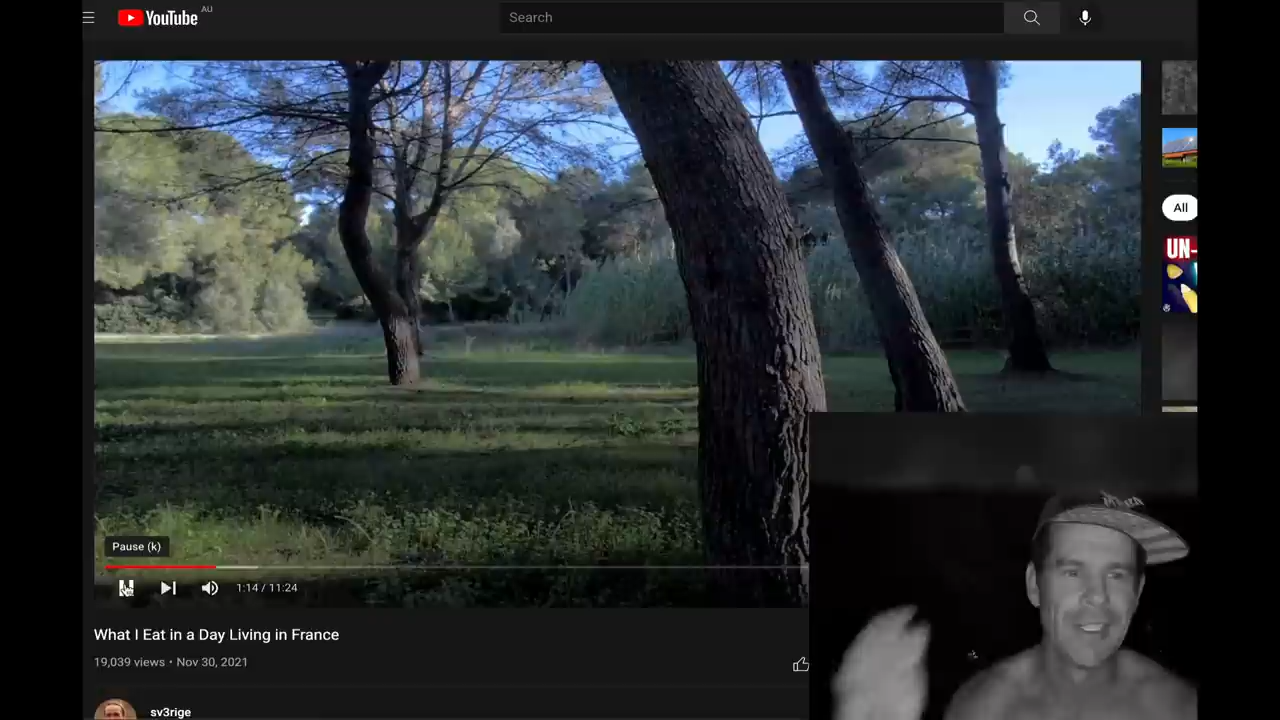 YouTube AU
Search
All
UN-
Pause (k)
1:14 / 11:24
What I Eat in a Day Living in France
19,039 views • Nov 30, 2021
sv3rige